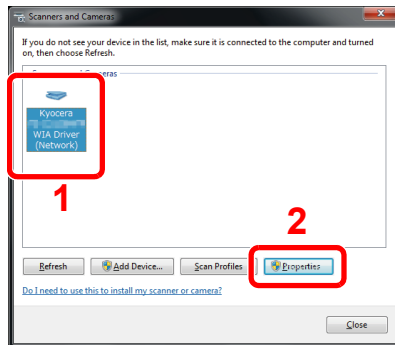 Scanners and Cameras
If you do not see your device in the list, make sure it is connected to the computer and turned
on, then choose Refresh.
and Cameras
Kyocera
WIA Driver
(Network)
1
2
Refresh
Add Device...
Scan Profiles
Properties
Do I need to use this to install my scanner or camera?
Close